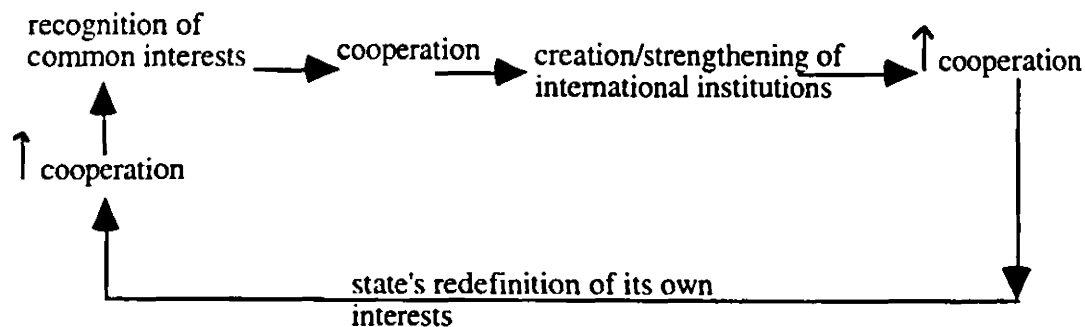 recognition of
common interests
cooperation
creation/strengthening of
international institutions
↑ cooperation
↑ cooperation
state's redefinition of its own
interests